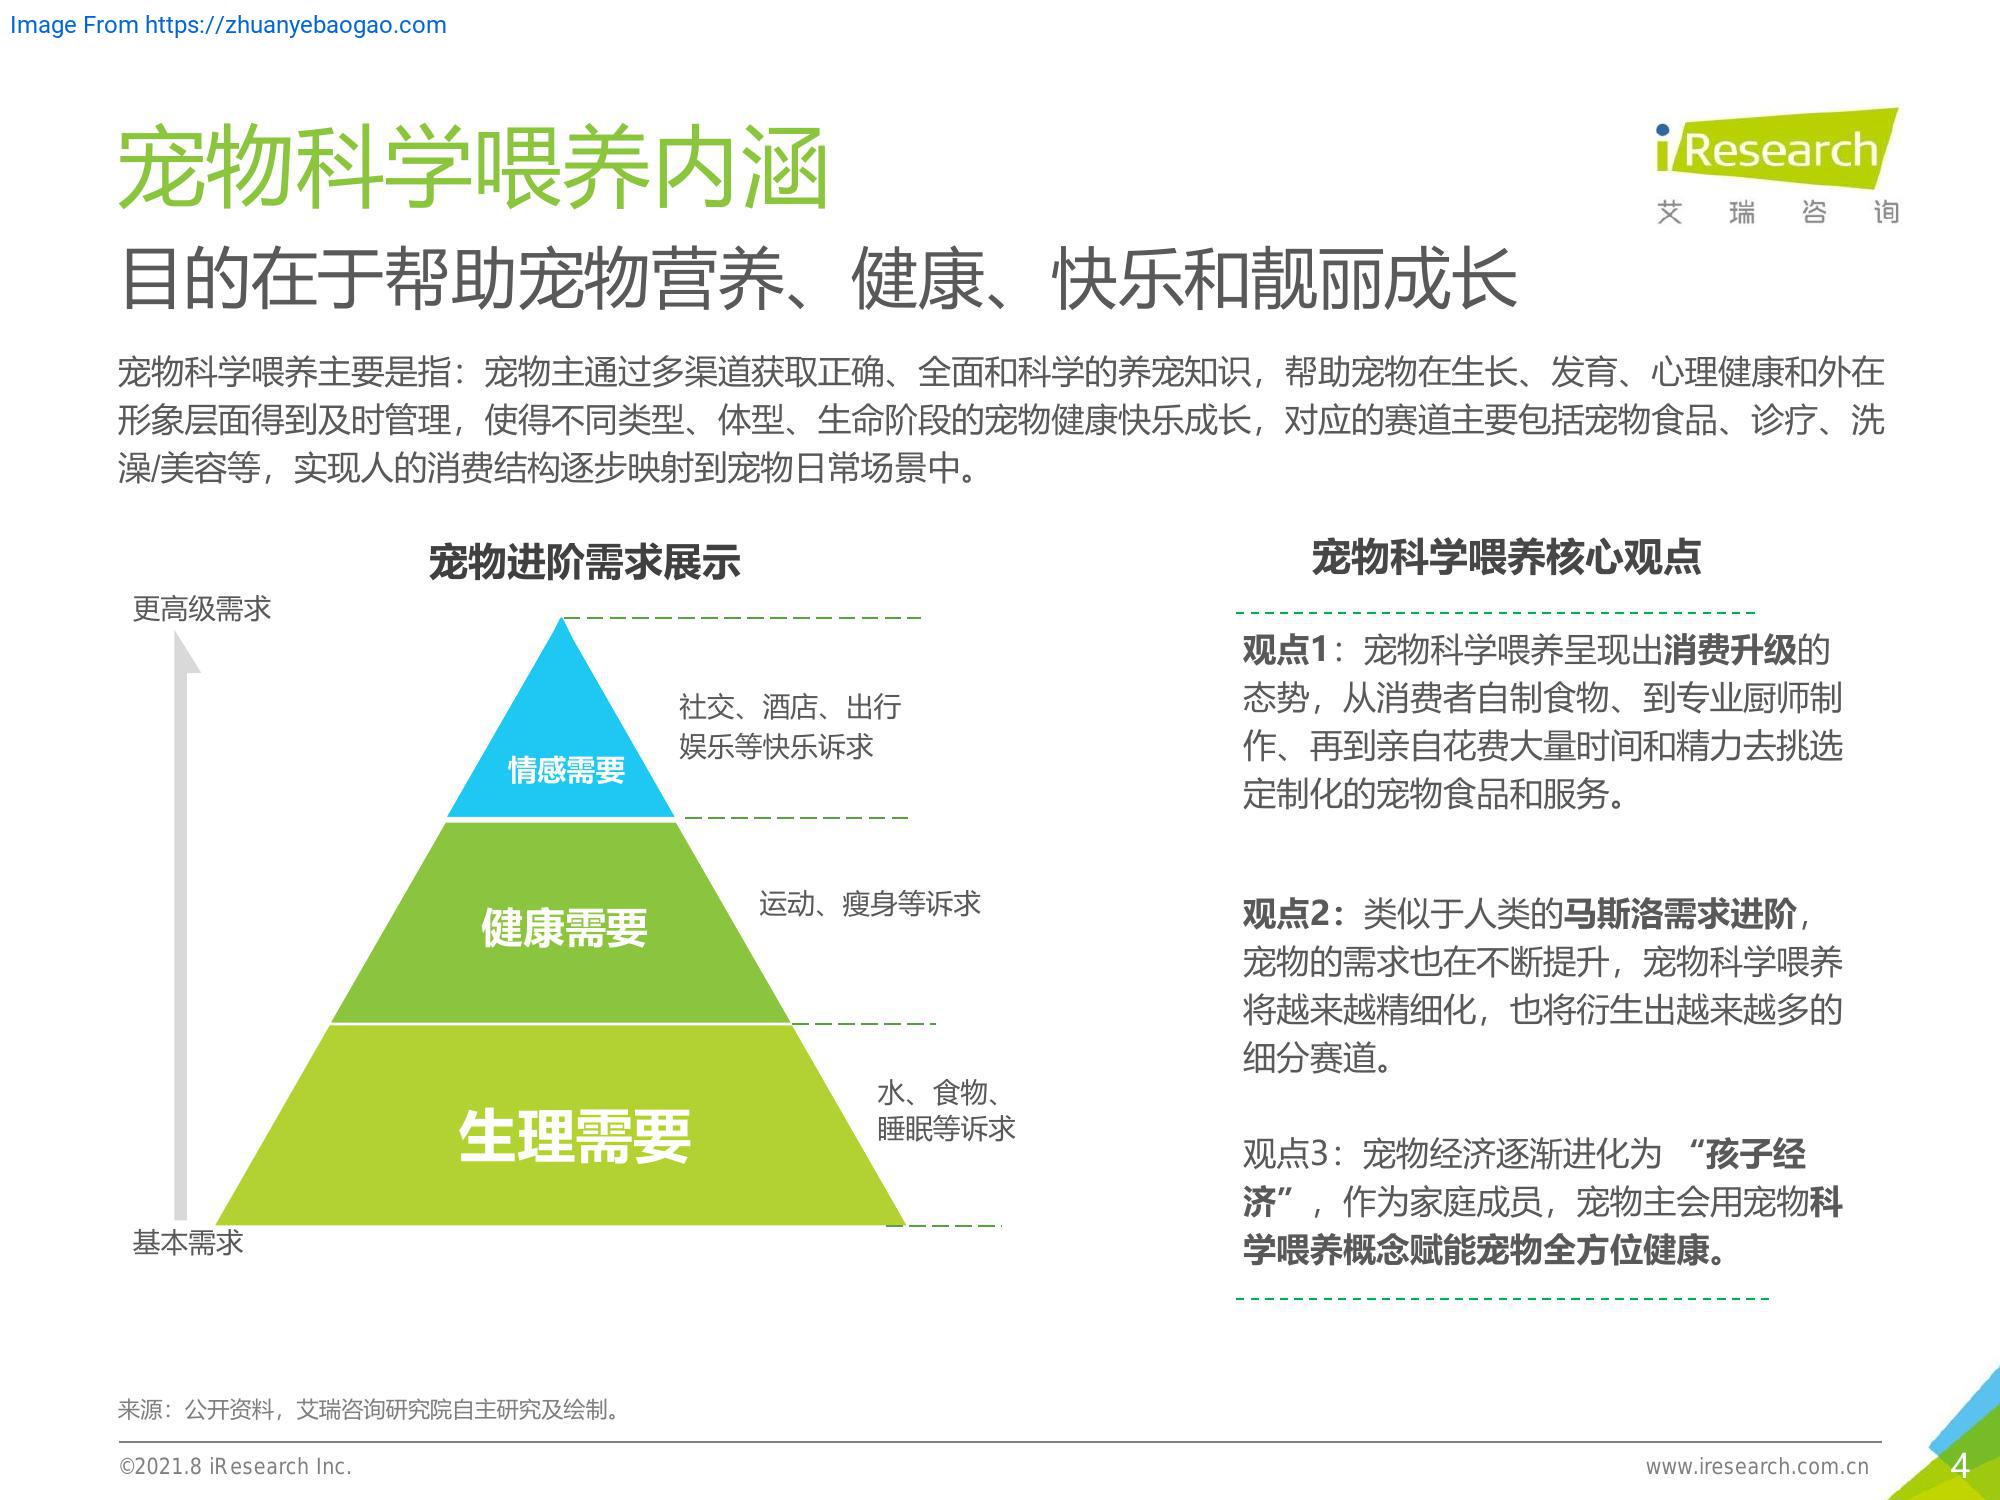 Image From https://zhuanyebaogao.com
宠物科学喂养内涵
iResearch
艾瑞咨询
目的在于帮助宠物营养、健康、快乐和靓丽成长
宠物科学喂养主要是指：宠物主通过多渠道获取正确、全面和科学的养宠知识，帮助宠物在生长、发育、心理健康和外在
形象层面得到及时管理，使得不同类型、体型、生命阶段的宠物健康快乐成长，对应的赛道主要包括宠物食品、诊疗、洗
澡/美容等，实现人的消费结构逐步映射到宠物日常场景中。
宠物进阶需求展示
更高级需求
社交、酒店、出行
娱乐等快乐诉求
情感需要
运动、瘦身等诉求
健康需要
水、食物、
睡眠等诉求
生理需要
基本需求
宠物科学喂养核心观点
观点1：宠物科学喂养呈现出消费升级的
态势，从消费者自制食物、到专业厨师制
作、再到亲自花费大量时间和精力去挑选
定制化的宠物食品和服务。
观点2：类似于人类的马斯洛需求进阶，
宠物的需求也在不断提升，宠物科学喂养
将越来越精细化，也将衍生出越来越多的
细分赛道。
观点3：宠物经济逐渐进化为 “孩子经
济” ，作为家庭成员，宠物主会用宠物科
学喂养概念赋能宠物全方位健康。
来源：公开资料，艾瑞咨询研究院自主研究及绘制。
©2021.8 iResearch Inc.
www.iresearch.com.cn
4